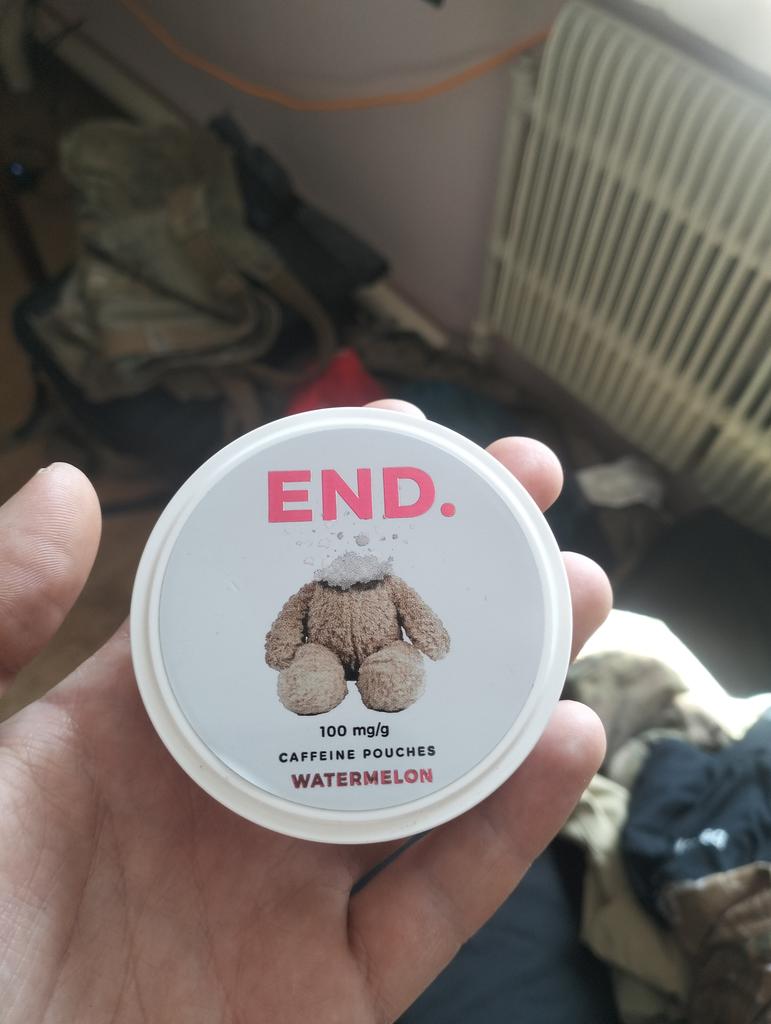 END.
100 mg/g
CAFFEINE POUCHES
WATERMELON